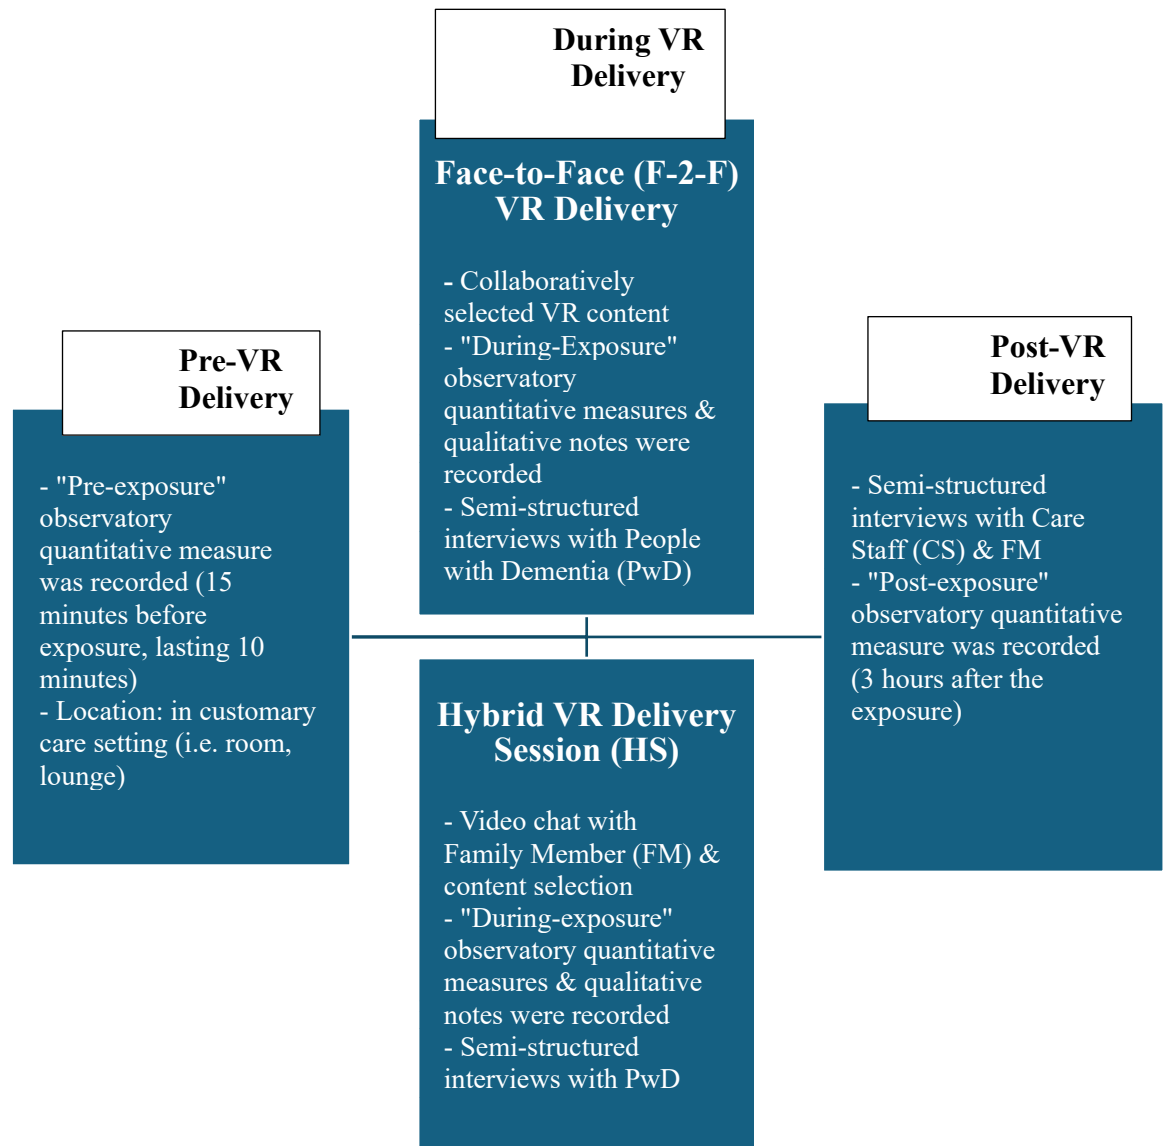 Pre-VR
Delivery
- "Pre-exposure"
observatory
quantitative measure
was recorded (15
minutes before
exposure, lasting 10
minutes)
- Location: in customary
care setting (i.e. room,
lounge)
During VR
Delivery
Face-to-Face (F-2-F)
VR Delivery
- Collaboratively
selected VR content
- "During-Exposure"
observatory
quantitative measures &
qualitative notes were
recorded
- Semi-structured
interviews with People
with Dementia (PwD)
Hybrid VR Delivery
Session (HS)
- Video chat with
Family Member (FM) &
content selection
- "During-exposure"
observatory quantitative
measures & qualitative
notes were recorded
- Semi-structured
interviews with PwD
Post-VR
Delivery
- Semi-structured
interviews with Care
Staff (CS) & FM
- "Post-exposure"
observatory quantitative
measure was recorded
(3 hours after the
exposure)